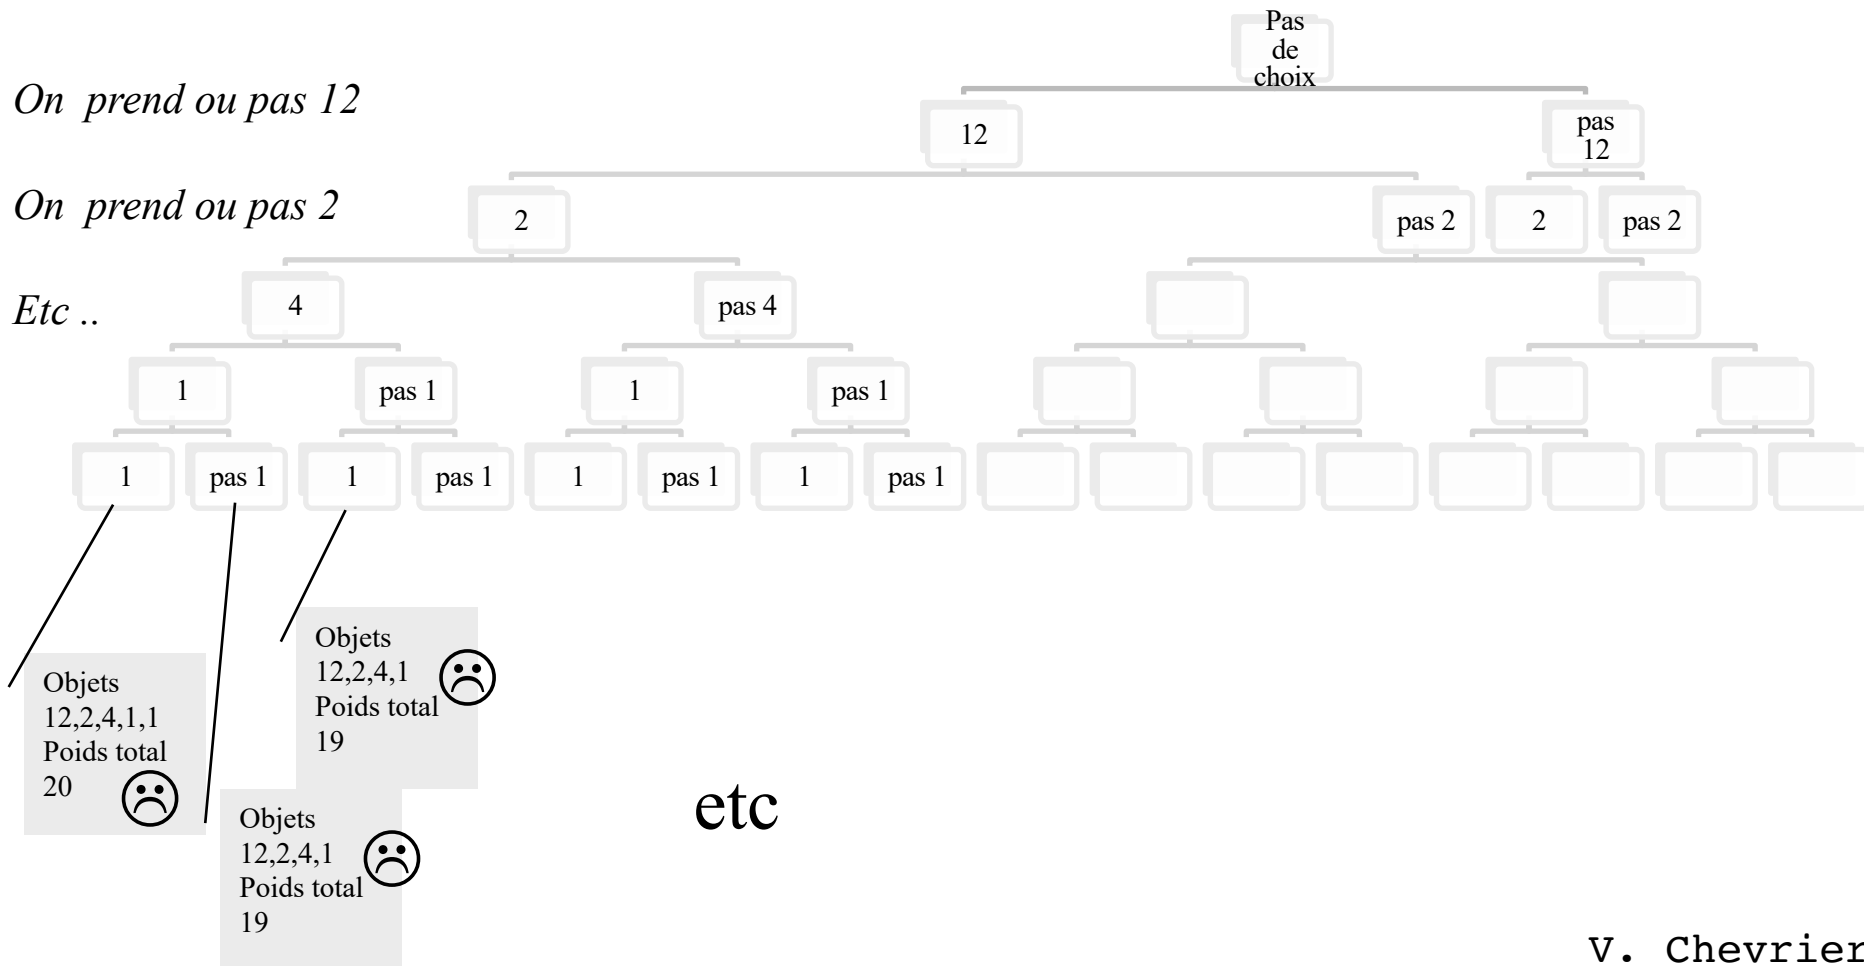 Pas
de
choix
On prend ou pas 12
12
pas
12
On prend ou pas 2
2
pas 2
2
pas 2
Etc ..
4
pas 4
1
pas 1
1
pas 1
1
pas 1
1
pas 1
1
pas 1
1
pas 1
Objets
12,2,4,1,1
Poids total
20
Objets
12,2,4,1
Poids total
19
Objets
12,2,4,1
Poids total
19
etc
V. Chevrier